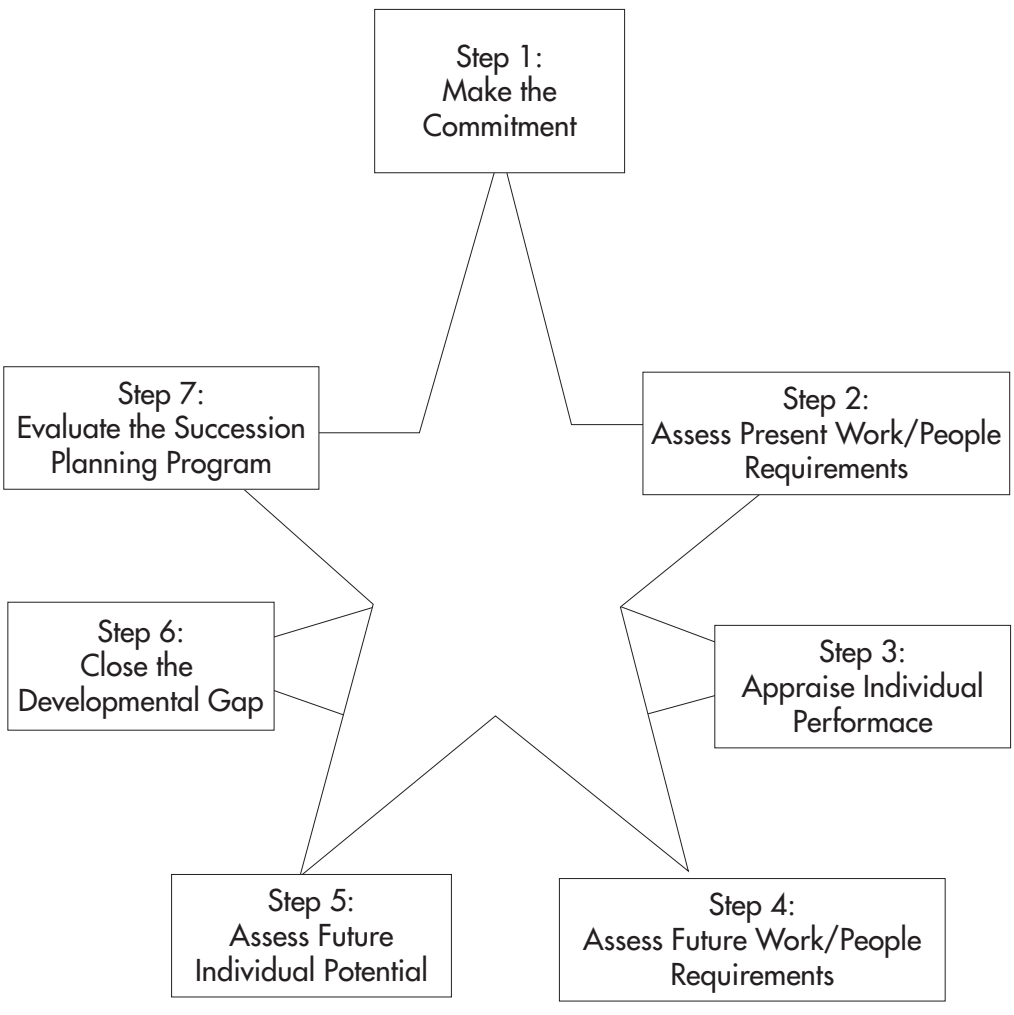 Step 1:
Make the
Commitment
Step 2:
Assess Present Work/People
Requirements
Step 3:
Appraise Individual
Performace
Step 4:
Assess Future Work/People
Requirements
Step 5:
Assess Future
Individual Potential
Step 6:
Close the
Developmental Gap
Step 7:
Evaluate the Succession
Planning Program